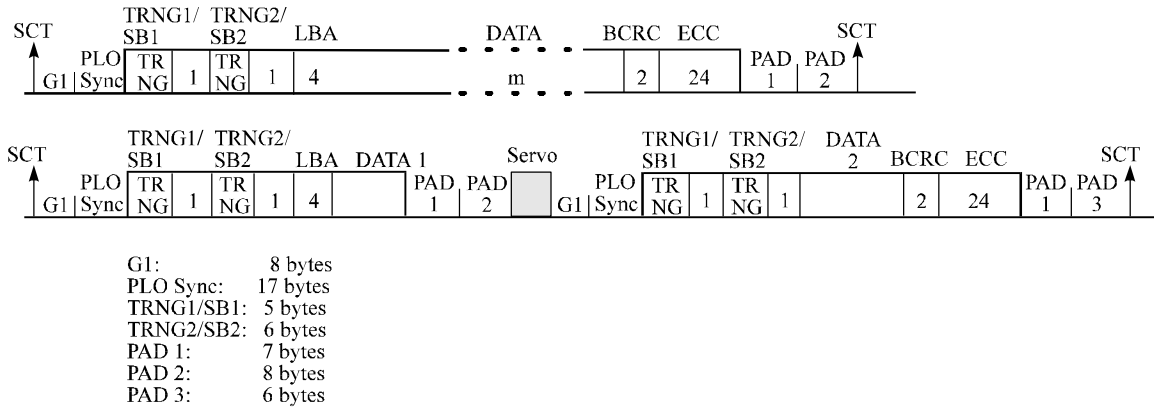 TRNG1/ TRNG2/
SCT SB1 SB2 LBA DATA BCRC ECC SCT
PLO TR TR PAD PAD
G1 Sync NG 1 NG 1 4 m 2 24 1 2
TRNG1/ TRNG2/ TRNG1/ TRNG2/ DATA
SCT SB1 SB2 LBA DATA 1 Servo SB1 SB2 2 BCRC ECC SCT
PLO TR TR PAD PAD PLO TR TR PAD PAD
G1 Sync NG 1 NG 1 4 1 2 G1 Sync NG 1 NG 1 2 24 1 3
G1: 8 bytes
PLO Sync: 17 bytes
TRNG1/SB1: 5 bytes
TRNG2/SB2: 6 bytes
PAD 1: 7 bytes
PAD 2: 8 bytes
PAD 3: 6 bytes